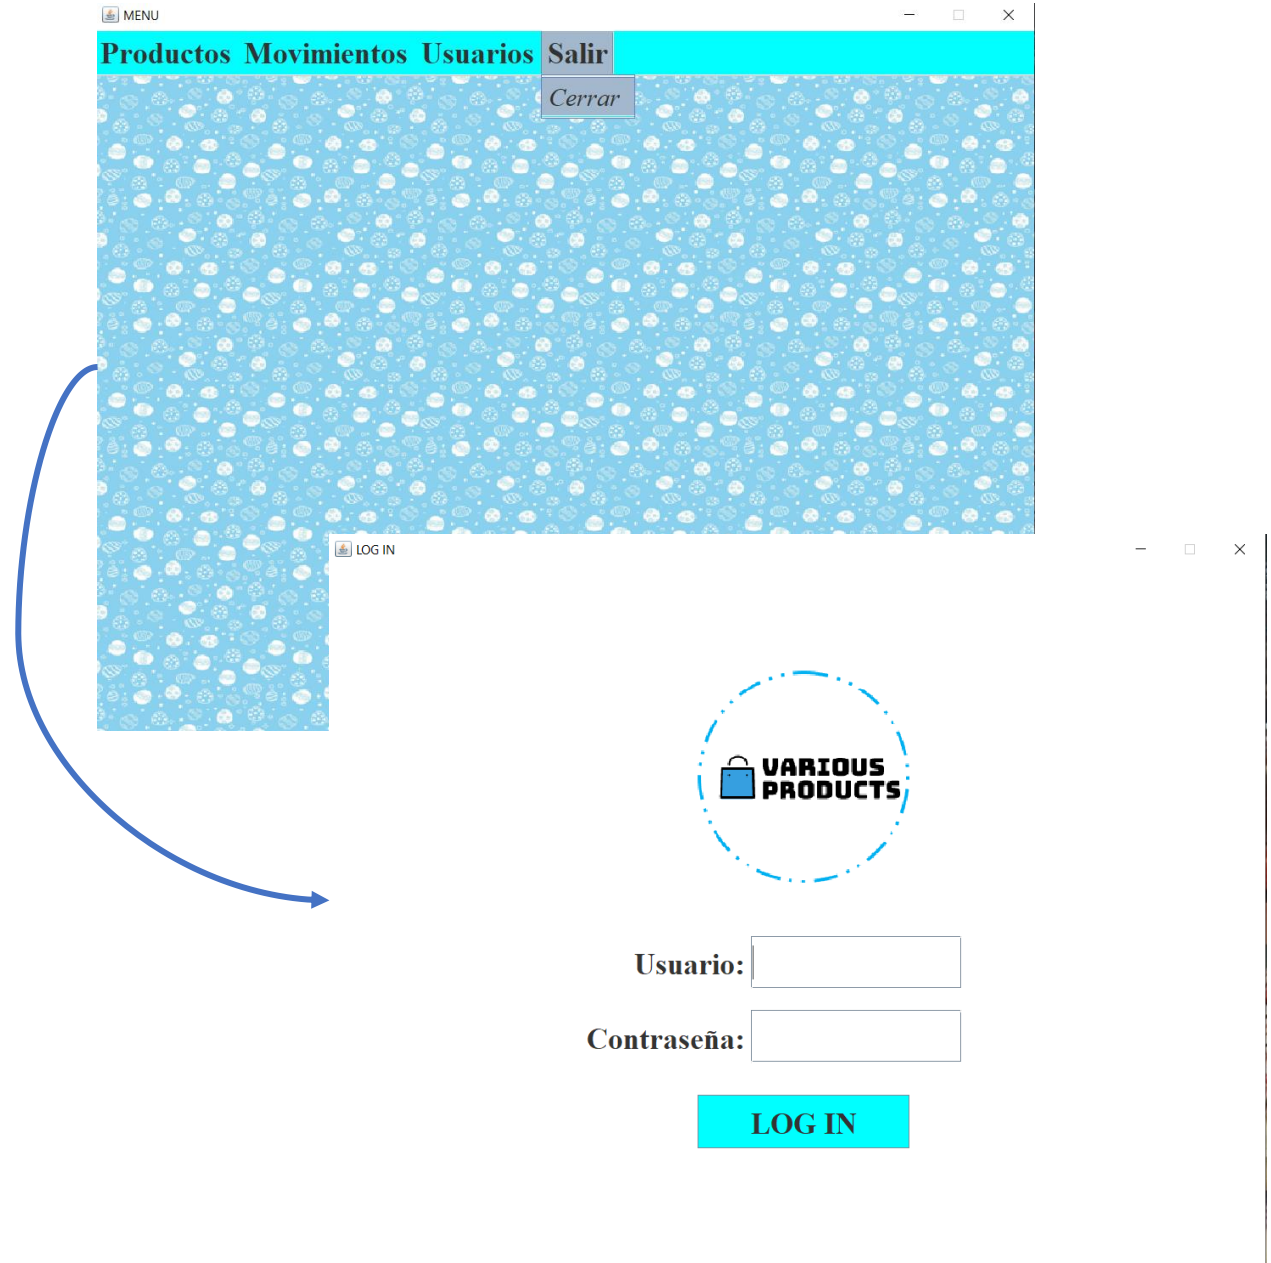 MENU
Productos Movimientos Usuarios Salir
Cerrar
LOG IN
VARIOUS
PRODUCTS
Usuario:
Contraseña:
LOG IN